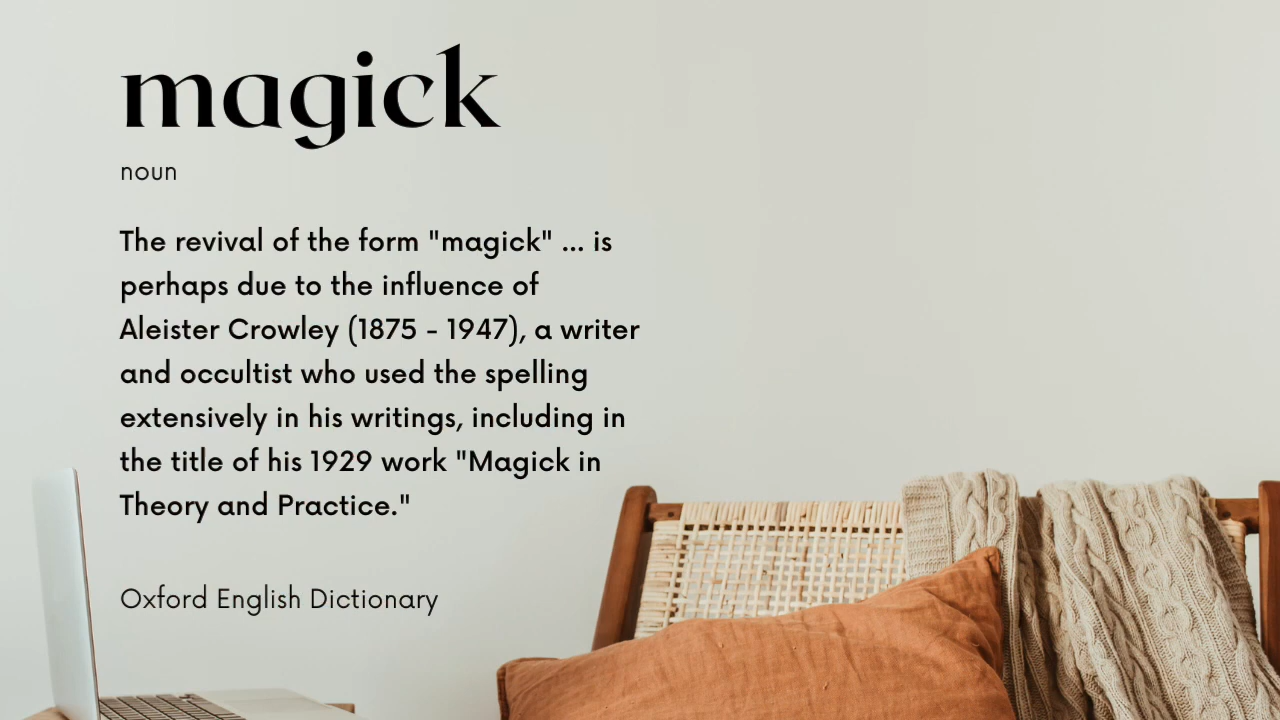 magick
noun
The revival of the form "magick" ... is
perhaps due to the influence of
Aleister Crowley (1875 - 1947), a writer
and occultist who used the spelling
extensively in his writings, including in
the title of his 1929 work "Magick in
Theory and Practice."
Oxford English Dictionary